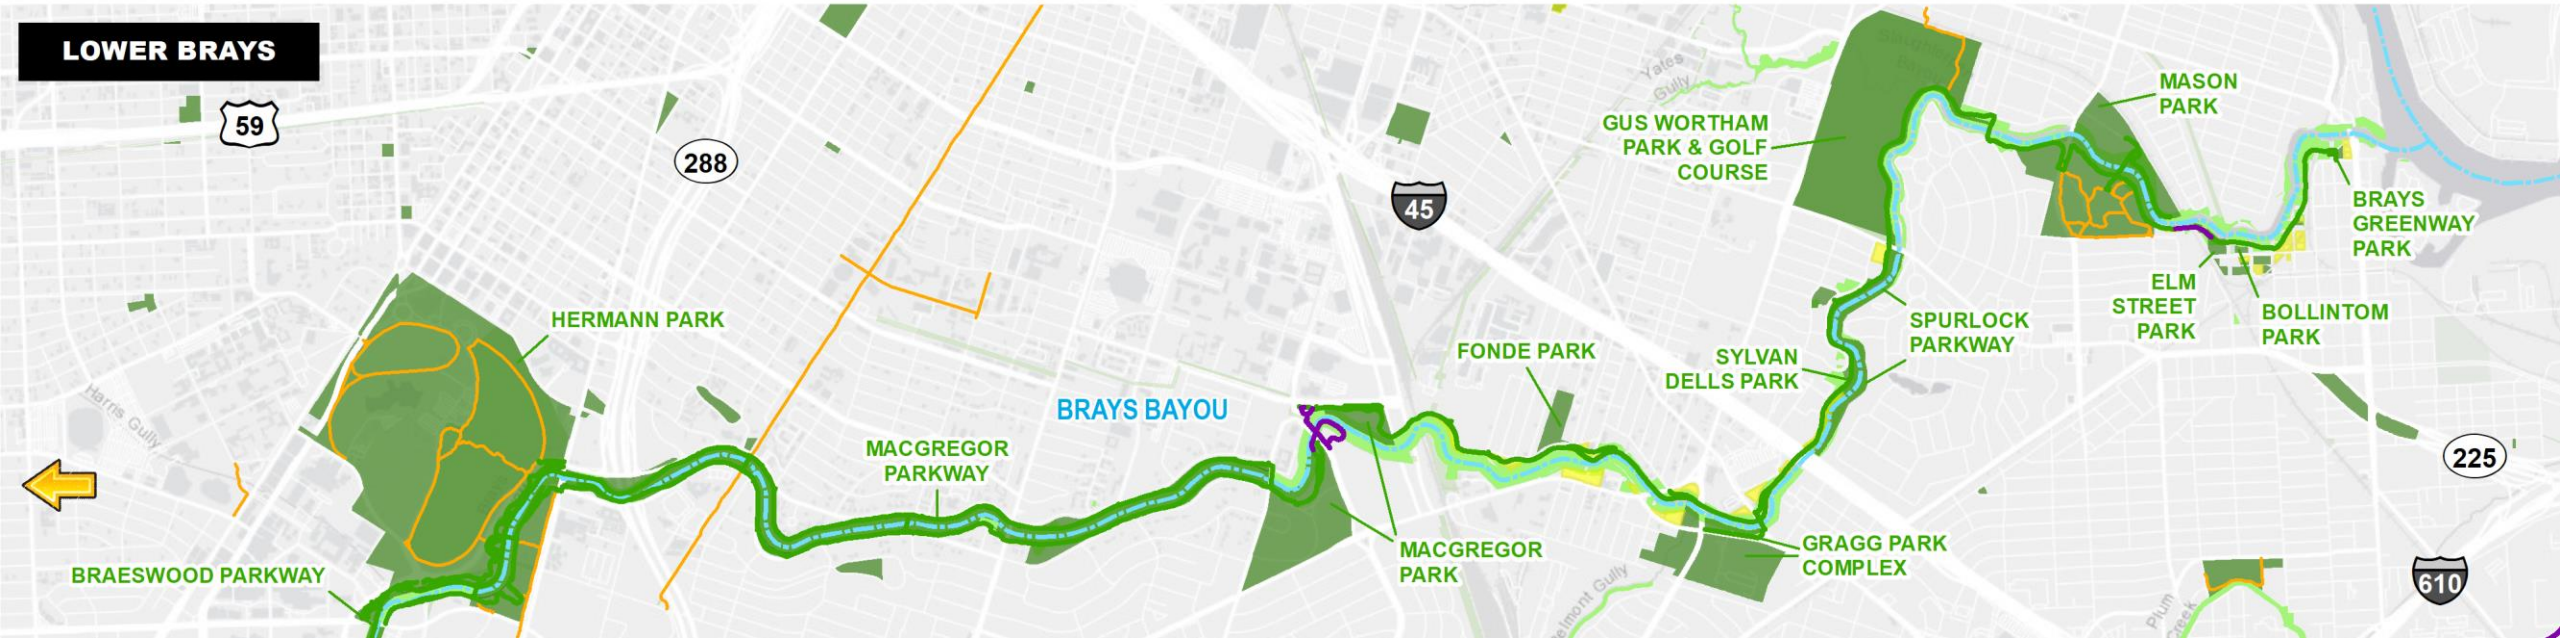 LOWER BRAYS
59
288
45
Yates
Gully
GUS WORTHAM
PARK & GOLF
COURSE
MASON
PARK
BRAYS
GREENWAY
PARK
ELM
STREET
PARK
BOLLINTOM
PARK
HERMANN PARK
SPURLOCK
PARKWAY
FONDE PARK
SYLVAN
DELLS PARK
Harris Gully
BRAYS BAYOU
MACGREGOR
PARKWAY
225
MACGREGOR
PARK
GRAGG PARK
COMPLEX
BRAESWOOD PARKWAY
610
Plum
Creek